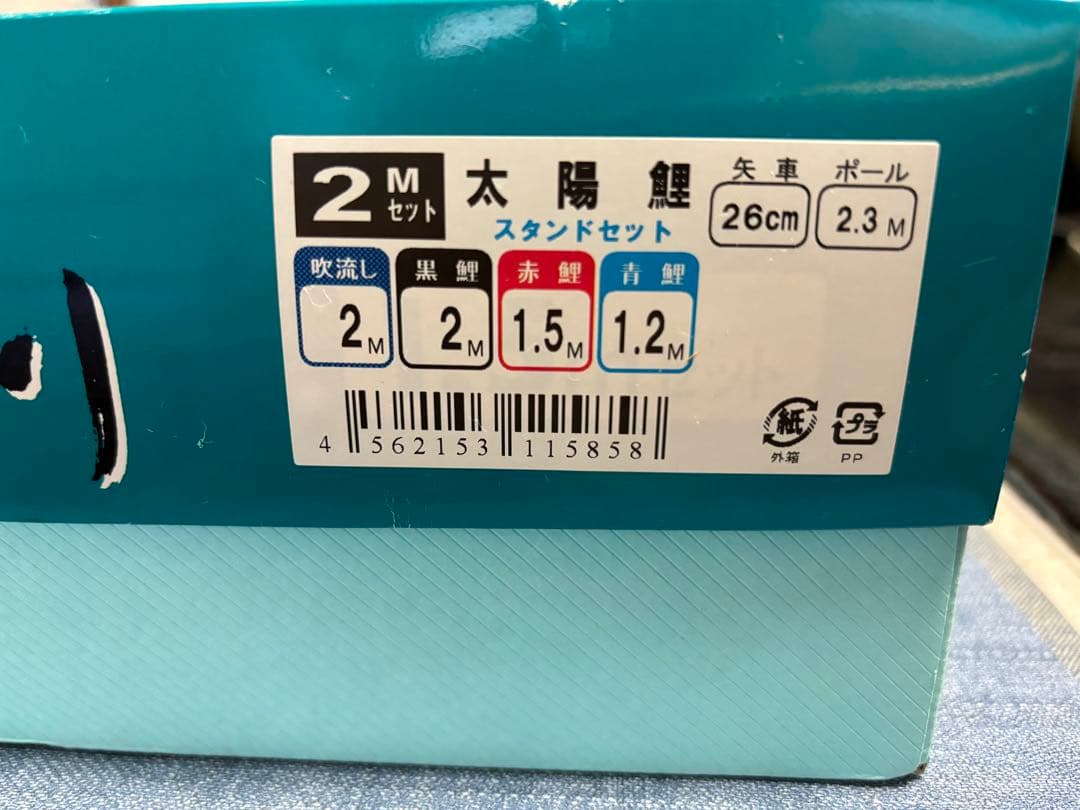 2Mセット 太陽鯉 矢車 ポール
スタンドセット 26cm 2.3M
吹流し 黒鯉 赤鯉 青鯉
2M 2M 1.5M 1.2M
4 562153 115858
紙 プラ
外箱 PP
り